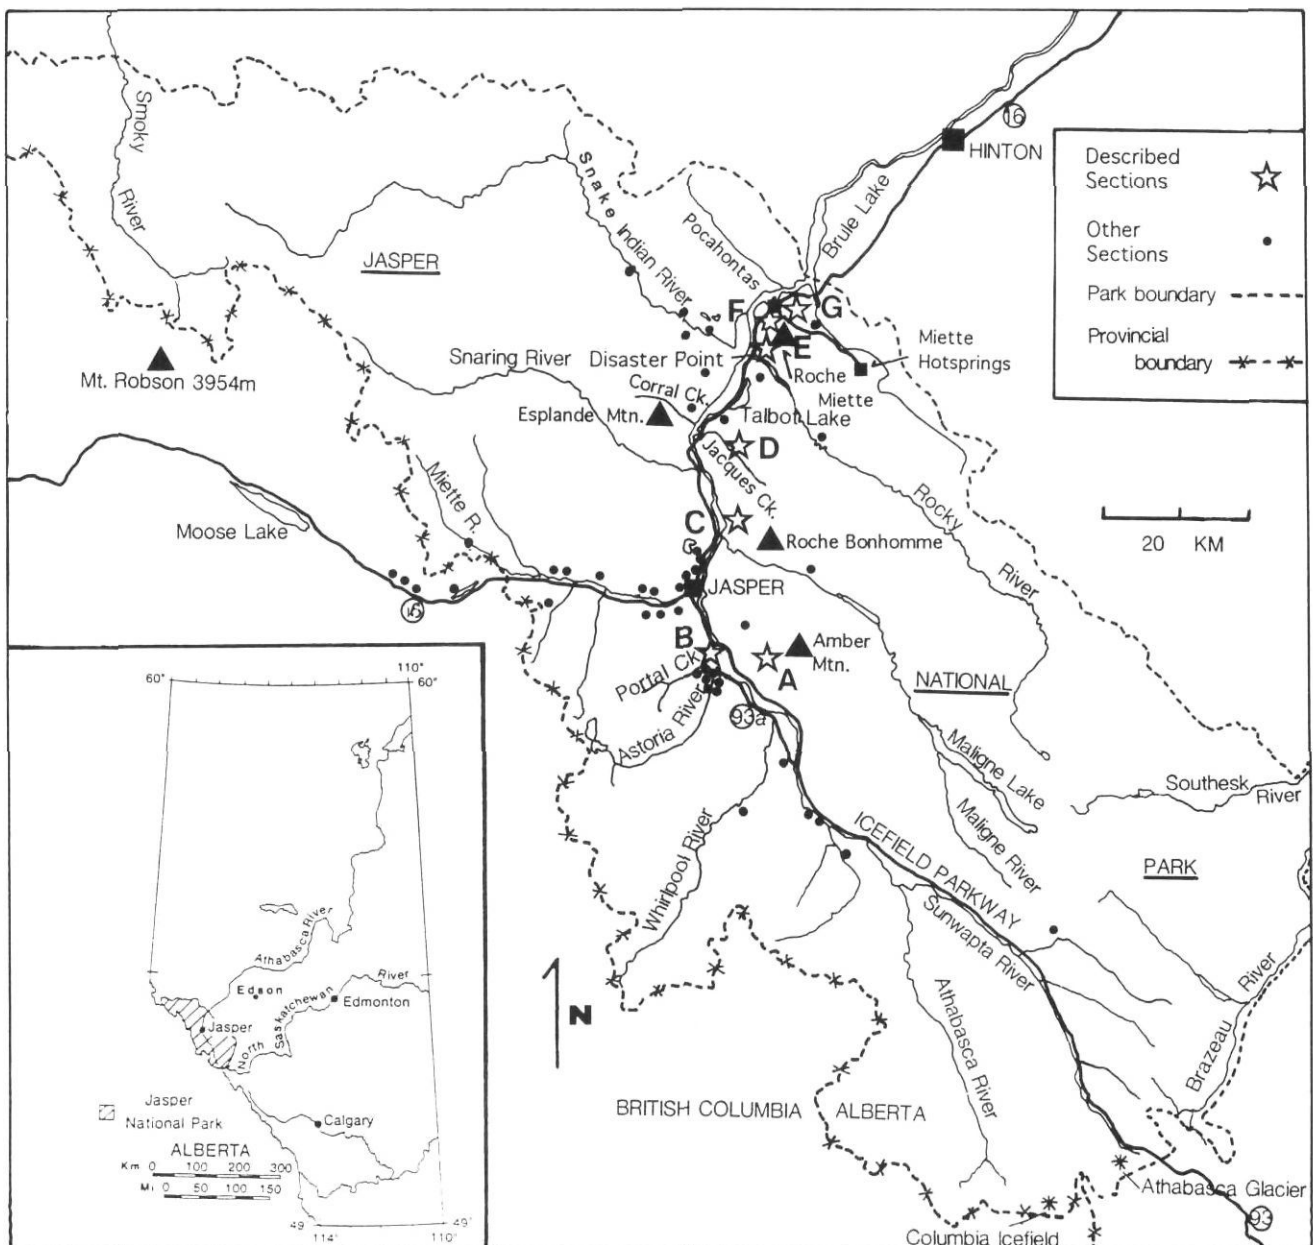 16
HINTON
Described
Sections
Other
Sections
Park boundary
Provincial
boundary
Smoky
River
Snake
Indian River
Pocahontas
Brule Lake
JASPER
F
G
E
Miette
Hotsprings
Snaring River
Disaster Point
Roche
Miette
Mt. Robson 3954m
Corral Ck.
Esplande Mtn.
Talbot Lake
D
Jacques Ck.
Miette R.
Rocky
River
Moose Lake
C
Roche Bonhomme
20 KM
JASPER
16
B
Amber
Mtn.
A
Portal Ck.
NATIONAL
Astoria River
93a
Maligne Lake
Southesk
River
Maligne River
Whirlpool River
ICEFIELD PARKWAY
PARK
Sunwapta River
N
Athabasca River
River
Brazeau
BRITISH COLUMBIA
ALBERTA
Athabasca Glacier
93
Columbia Icefield
110°
60°
60°
Athabasca River
Edson
River
Saskatchewan
Edmonton
Jasper
North
Jasper
National Park
Calgary
ALBERTA
Km 0 100 200 300
Mi 0 50 100 150
49°
49°
114°
110°